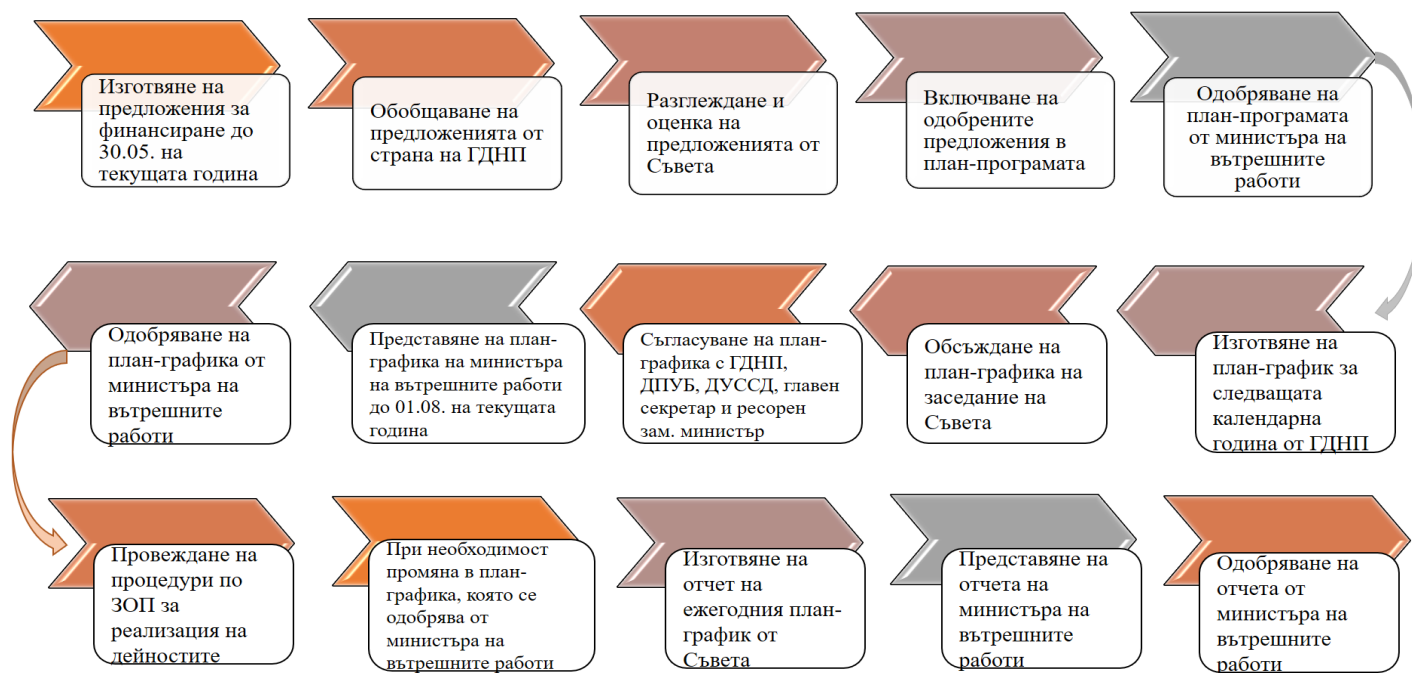 Изготвяне на
предложения за
финансиране до
30.05. на
текущата година
Обобщаване на
предложенията от
страна на ГДНП
Разглеждане и
оценка на
предложенията от
Съвета
Включване на
одобрените
предложения в
план-програмата
Одобряване на
план-програмата
от министъра на
вътрешните
работи
Изготвяне на
план-график за
следващата
календарна
година от ГДНП
Обсъждане на
план-графика на
заседание на
Съвета
Съгласуване на план-
графика с ГДНП,
ДПУБ, ДУССД, главен
секретар и ресорен
зам. министър
Представяне на план-
графика на министъра
на вътрешните работи
до 01.08. на текущата
година
Одобряване на
план-графика от
министъра на
вътрешните
работи
Провеждане на
процедури по
ЗОП за
реализация на
дейностите
При необходимост
промяна в план-
графика, която се
одобрява от
министъра на
вътрешните работи
Изготвяне на
отчет на
ежегодния план-
график от
Съвета
Представяне на
отчета на
министъра на
вътрешните
работи
Одобряване на
отчета от
министъра на
вътрешните
работи